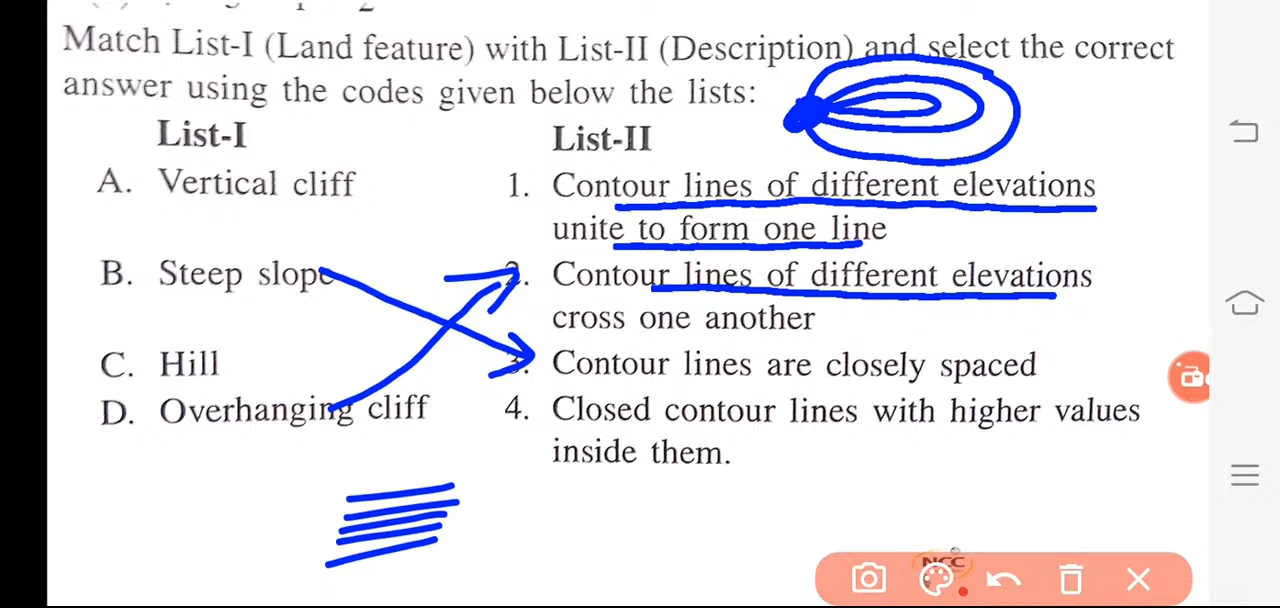 Match List-I (Land feature) with List-II (Description) and select the correct
answer using the codes given below the lists:
List-I List-II
A. Vertical cliff 1. Contour lines of different elevations
unite to form one line
B. Steep slope 2. Contour lines of different elevations
cross one another
C. Hill 3. Contour lines are closely spaced
D. Overhanging cliff 4. Closed contour lines with higher values
inside them.
NCC